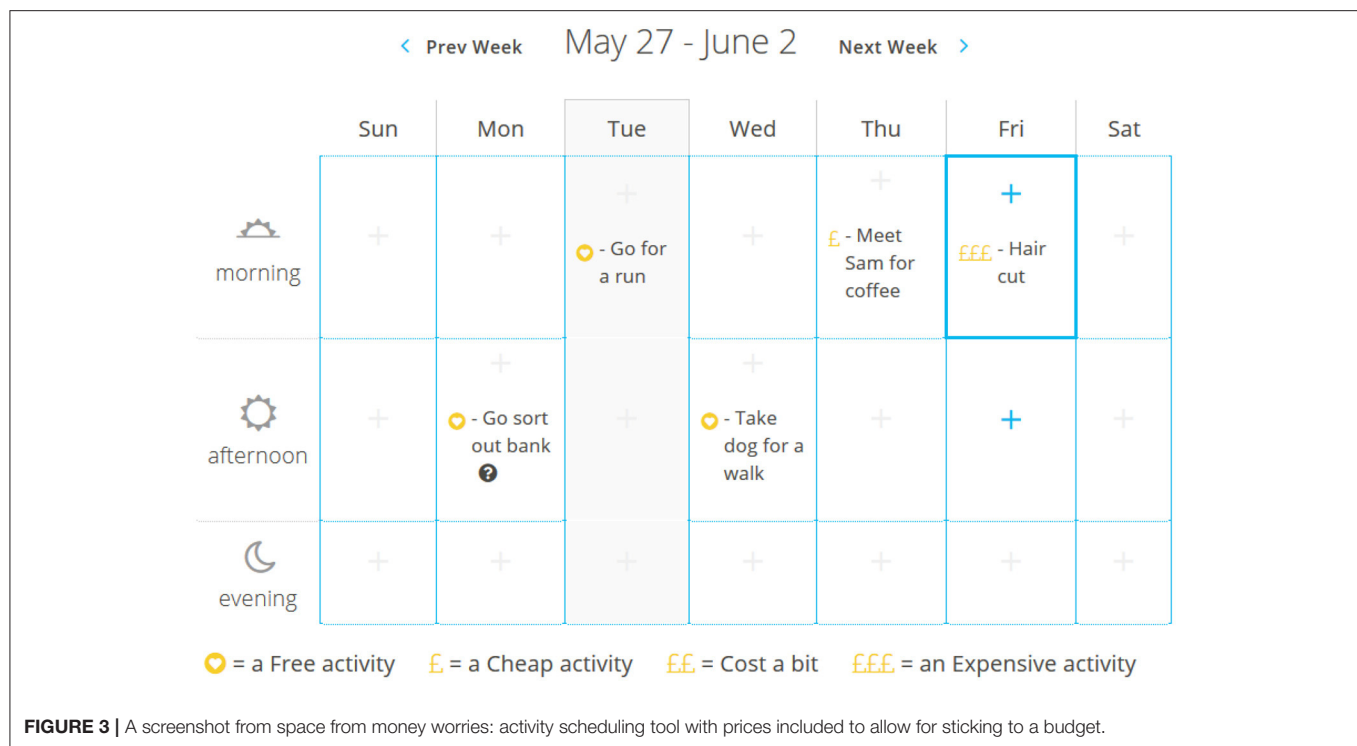 < Prev Week May 27 - June 2 Next Week >
Sun Mon Tue Wed Thu Fri Sat
morning
- Go for
a run
£ - Meet
Sam for
coffee
£££ - Hair
cut
afternoon
- Go sort
out bank
?
- Take
dog for a
walk
evening
= a Free activity £ = a Cheap activity ££ = Cost a bit £££ = an Expensive activity
FIGURE 3 | A screenshot from space from money worries: activity scheduling tool with prices included to allow for sticking to a budget.